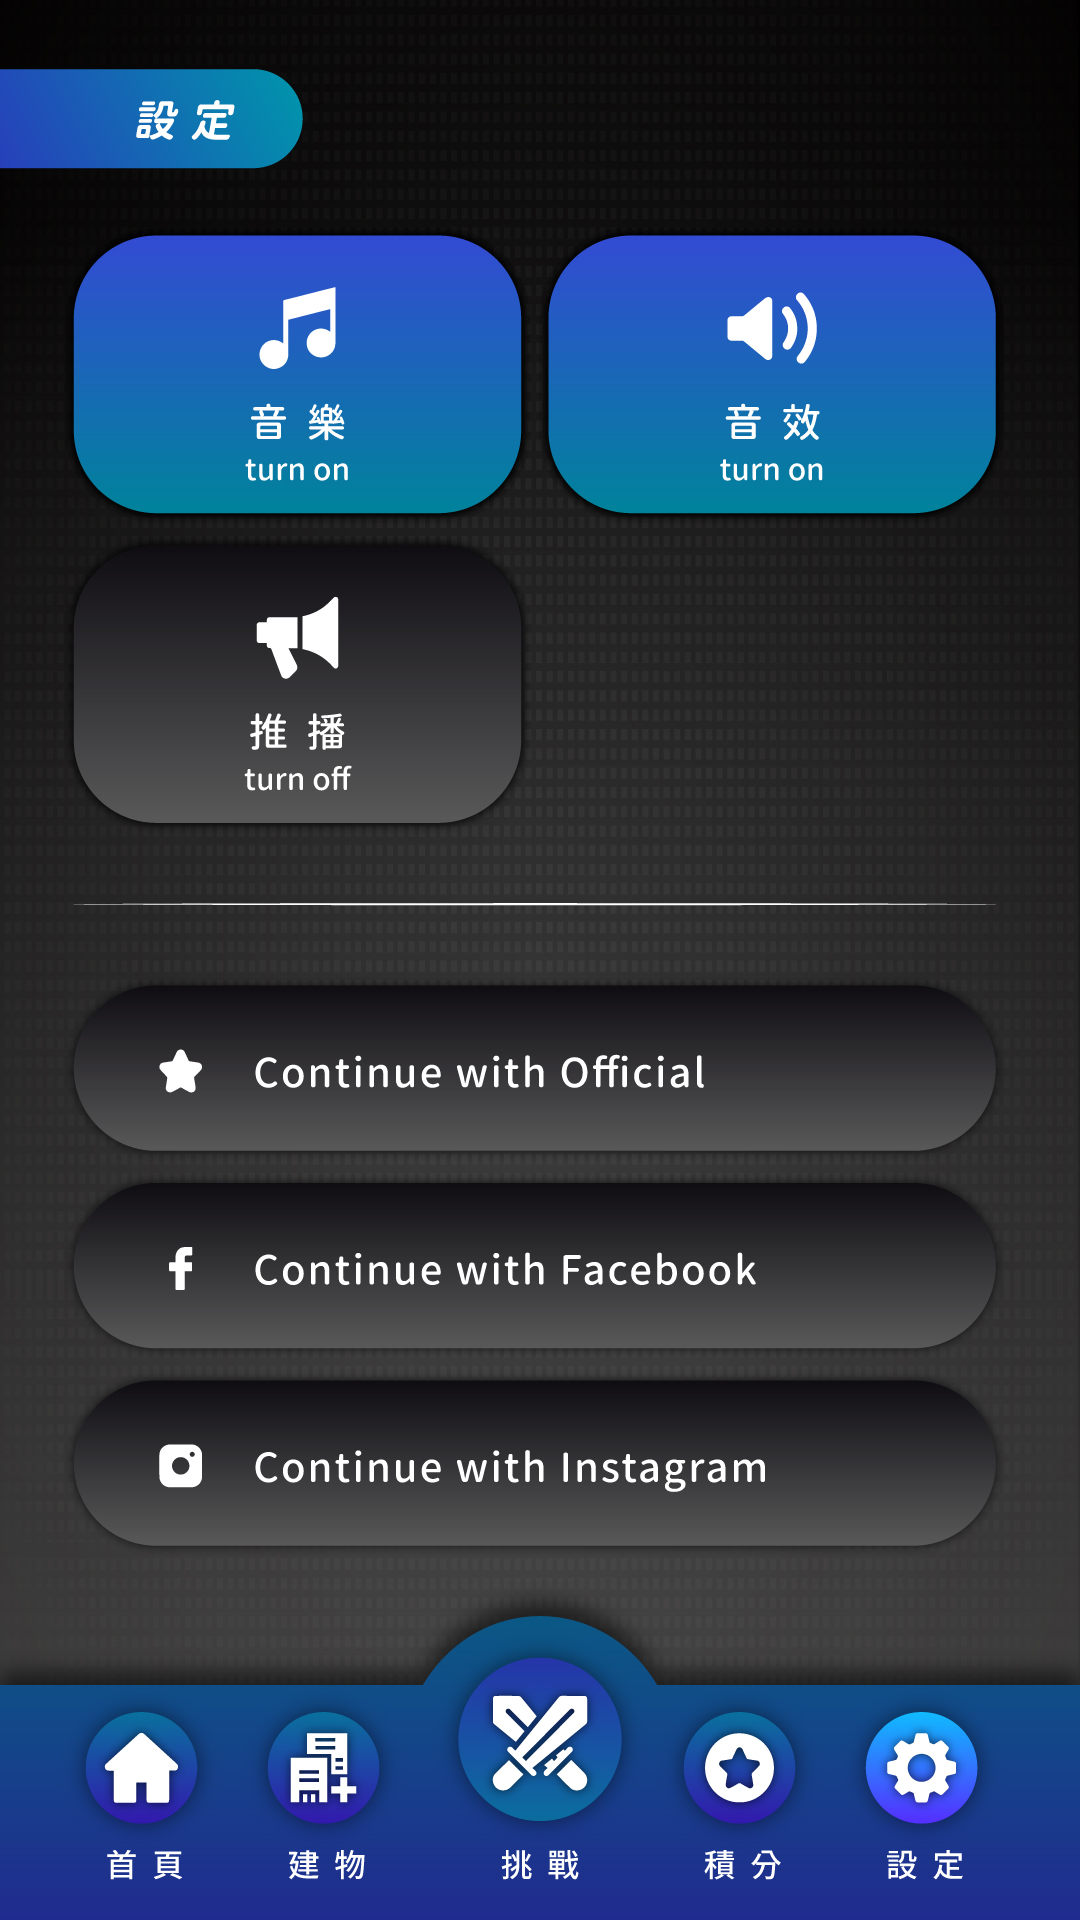 設定
音樂
turn on
音效
turn on
推播
turn off
Continue with Official
Continue with Facebook
Continue with Instagram
首頁
建物
挑戰
積分
設定